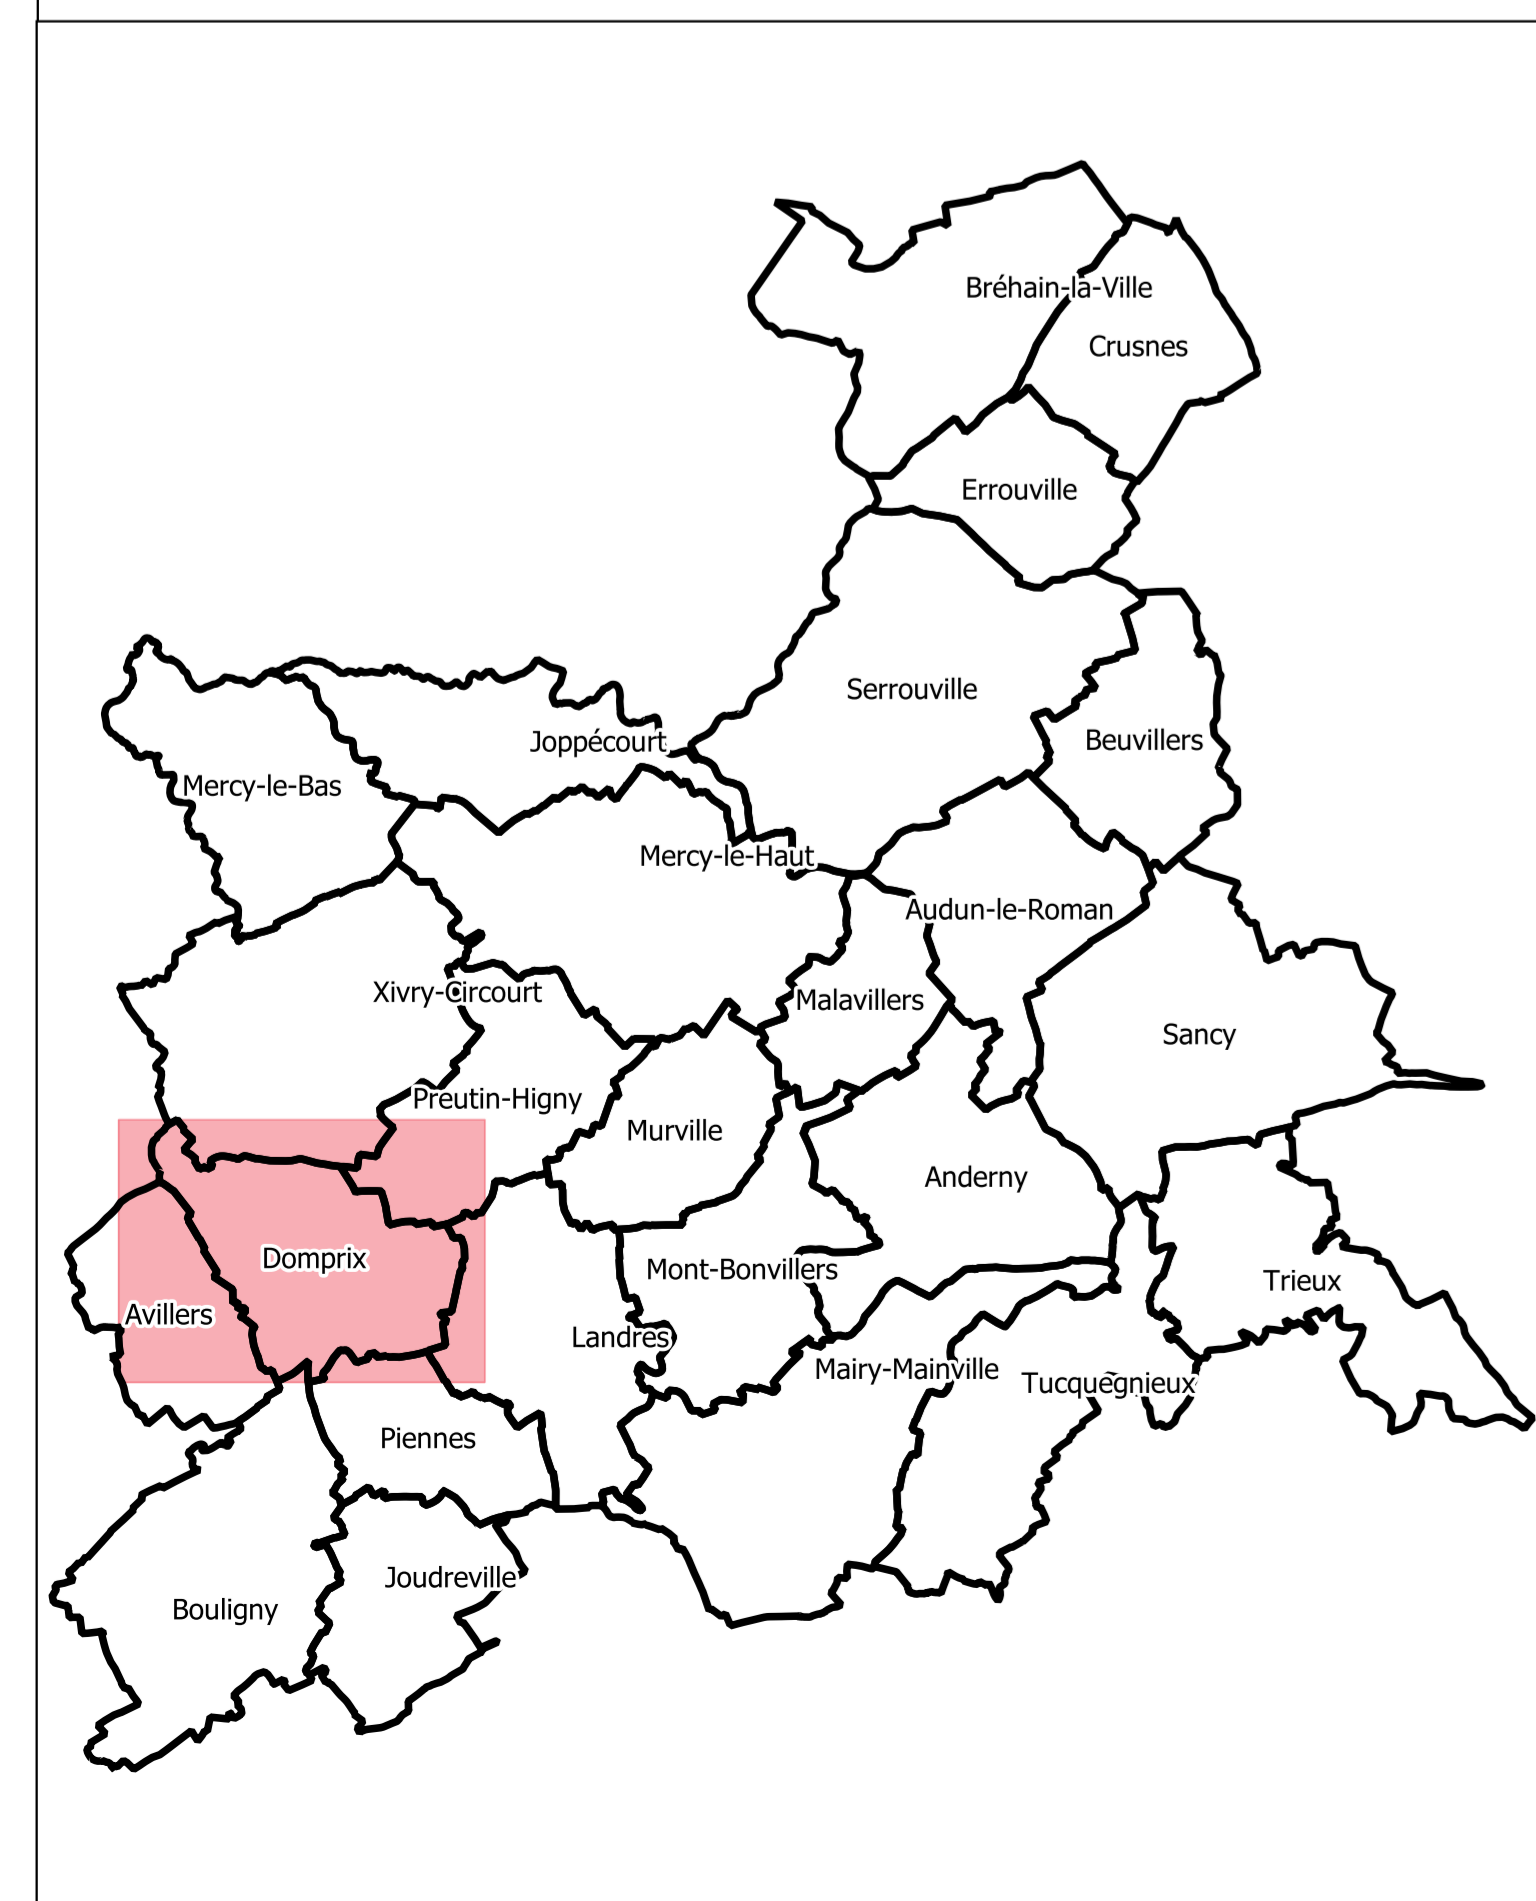 Bréhain-la-Ville
Crusnes
Errouville
Serrouville
Joppécourt
Beuvillers
Mercy-le-Bas
Mercy-le-Haut
Audun-le-Roman
Xivry-Circourt
Malavillers
Sancy
Preutin-Higny
Murville
Anderny
Domprix
Mont-Bonvillers
Trieux
Avillers
Landres
Mairy-Mainville
Tucquegnieux
Piennes
Joudreville
Bouligny